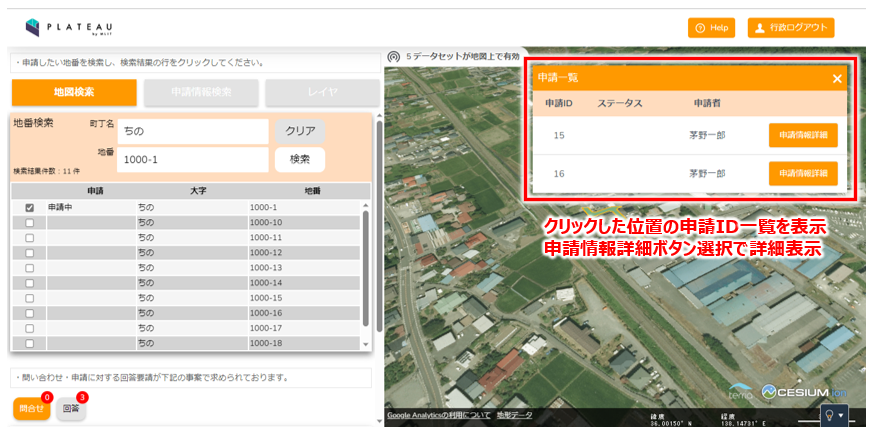 PLATEAU
by MLIT
Help
行政ログアウト
・申請したい地番を検索し、検索結果の行をクリックしてください。
地図検索
申請情報検索
レイヤ
地番検索
町丁名
ちの
クリア
地番
1000-1
検索
検索結果件数：11 件
申請 大字 地番
申請中 ちの 1000-1
ちの 1000-10
ちの 1000-11
ちの 1000-12
ちの 1000-13
ちの 1000-14
ちの 1000-15
ちの 1000-16
ちの 1000-17
ちの 1000-18
・問い合わせ・申請に対する回答要請が下記の事案で求められております。
問合せ 0
回答 3
5 データセットが地図上で有効
申請一覧
申請ID ステータス 申請者
15 茅野一郎 申請情報詳細
16 茅野一郎 申請情報詳細
クリックした位置の申請ID一覧を表示
申請情報詳細ボタン選択で詳細表示
terria
CESIUM ion
Google Analyticsの利用について 地形データ
緯度
36.00150° N
経度
138.14731° E